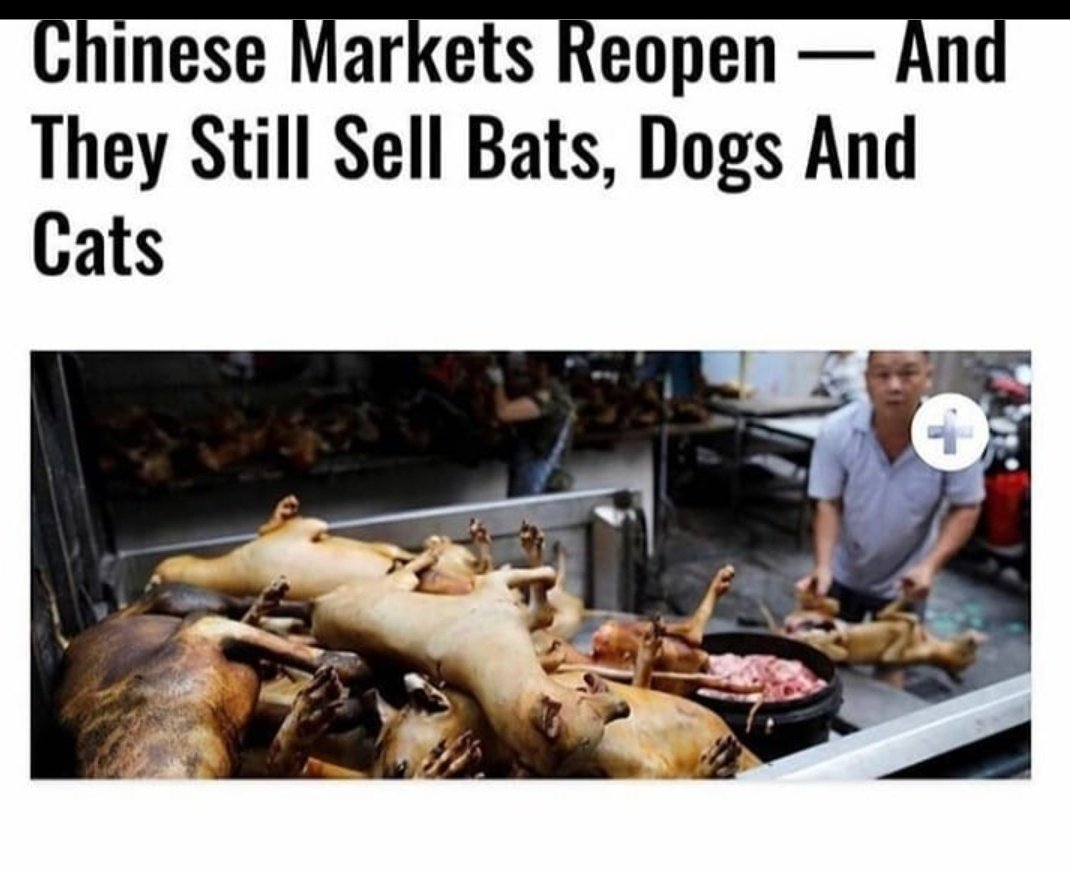 Chinese Markets Reopen — And
They Still Sell Bats, Dogs And
Cats